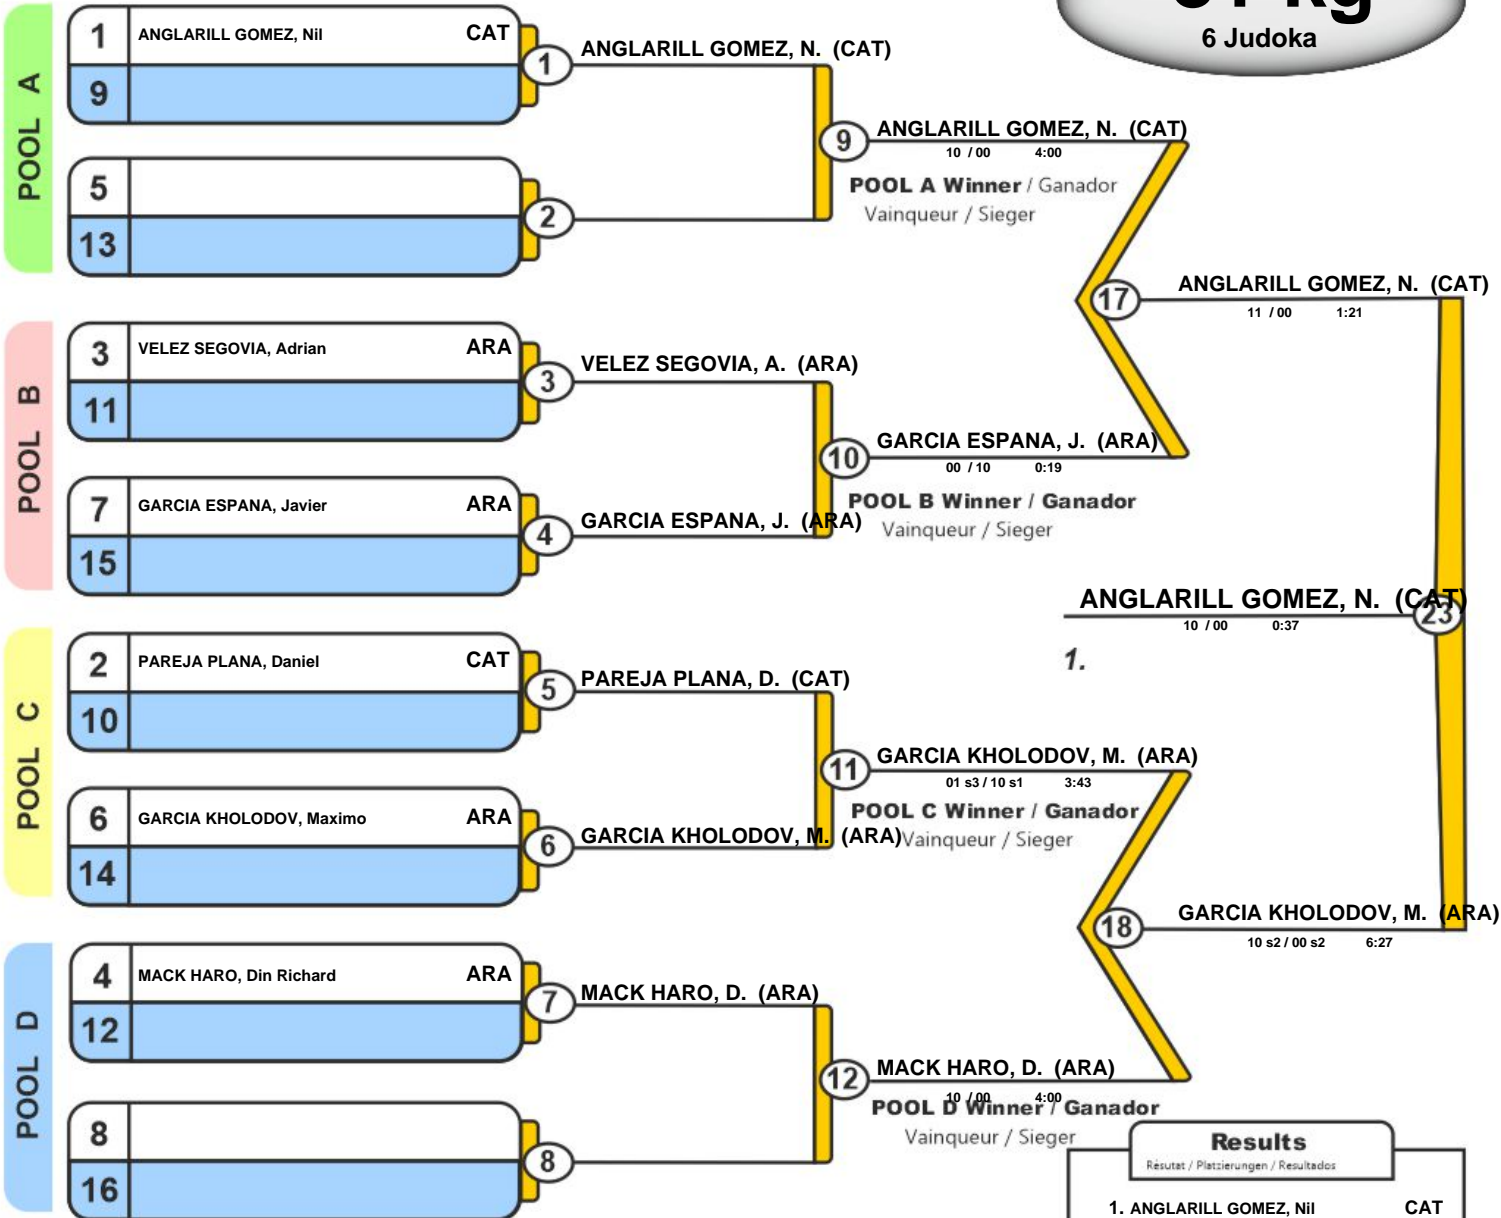 kg
6 Judoka
POOL A
1 ANGLARILL GOMEZ, Nil CAT
9
5
13
1 ANGLARILL GOMEZ, N. (CAT)
2
9 ANGLARILL GOMEZ, N. (CAT)
10 / 00 4:00
POOL A Winner / Ganador
Vainqueur / Sieger
POOL B
3 VELEZ SEGOVIA, Adrian ARA
11
7 GARCIA ESPANA, Javier ARA
15
3 VELEZ SEGOVIA, A. (ARA)
4 GARCIA ESPANA, J. (ARA)
10 GARCIA ESPANA, J. (ARA)
00 / 10 0:19
POOL B Winner / Ganador
Vainqueur / Sieger
17 ANGLARILL GOMEZ, N. (CAT)
11 / 00 1:21
ANGLARILL GOMEZ, N. (CAT) 23
10 / 00 0:37
1.
POOL C
2 PAREJA PLANA, Daniel CAT
10
6 GARCIA KHOLODOV, Maximo ARA
14
5 PAREJA PLANA, D. (CAT)
6 GARCIA KHOLODOV, M. (ARA)
11 GARCIA KHOLODOV, M. (ARA)
01 s3 / 10 s1 3:43
POOL C Winner / Ganador
Vainqueur / Sieger
POOL D
4 MACK HARO, Din Richard ARA
12
8
16
7 MACK HARO, D. (ARA)
8
12 MACK HARO, D. (ARA)
10 / 00 4:00
POOL D Winner / Ganador
Vainqueur / Sieger
18 GARCIA KHOLODOV, M. (ARA)
10 s2 / 00 s2 6:27
Results
Résutat / Platzierungen / Resultados
1. ANGLARILL GOMEZ, Nil CAT